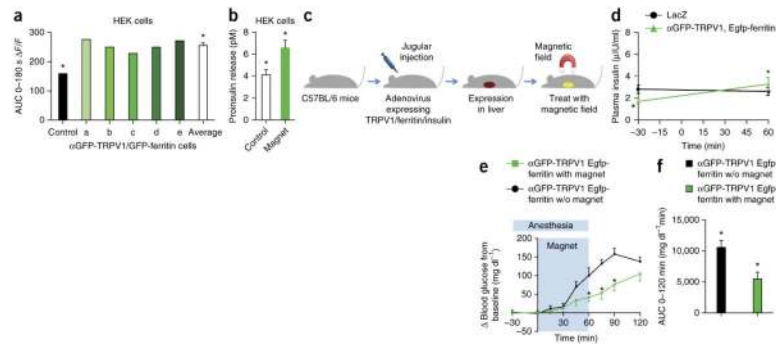 a
HEK cells
AUC 0–180 s ΔF/F
300
200
100
0
Control a b c d e Average
αGFP-TRPV1/GFP-ferritin cells
b
HEK cells
Proinsulin release (pM)
8
6
4
2
0
Control
Magnet
c
Jugular
injection
Magnetic
field
C57BL/6 mice
Adenovirus
expressing
TRPV1/ferritin/insulin
Expression
in liver
Treat with
magnetic field
d
LacZ
αGFP-TRPV1, Egfp-ferritin
Plasma insulin (μIU/ml)
8
6
4
2
0
–30 0 15 30 45 60
Time (min)
e
αGFP-TRPV1 Egfp-
ferritin with magnet
αGFP-TRPV1 Egfp-
ferritin w/o magnet
Anesthesia
Magnet
Δ Blood glucose from
baseline (mg dl⁻¹)
200
150
100
50
0
–30 0 30 60 90 120
Time (min)
f
αGFP-TRPV1 Egfp-
ferritin w/o magnet
αGFP-TRPV1 Egfp-
ferritin with magnet
AUC 0–120 min (mg dl⁻¹min)
15,000
10,000
5,000
0